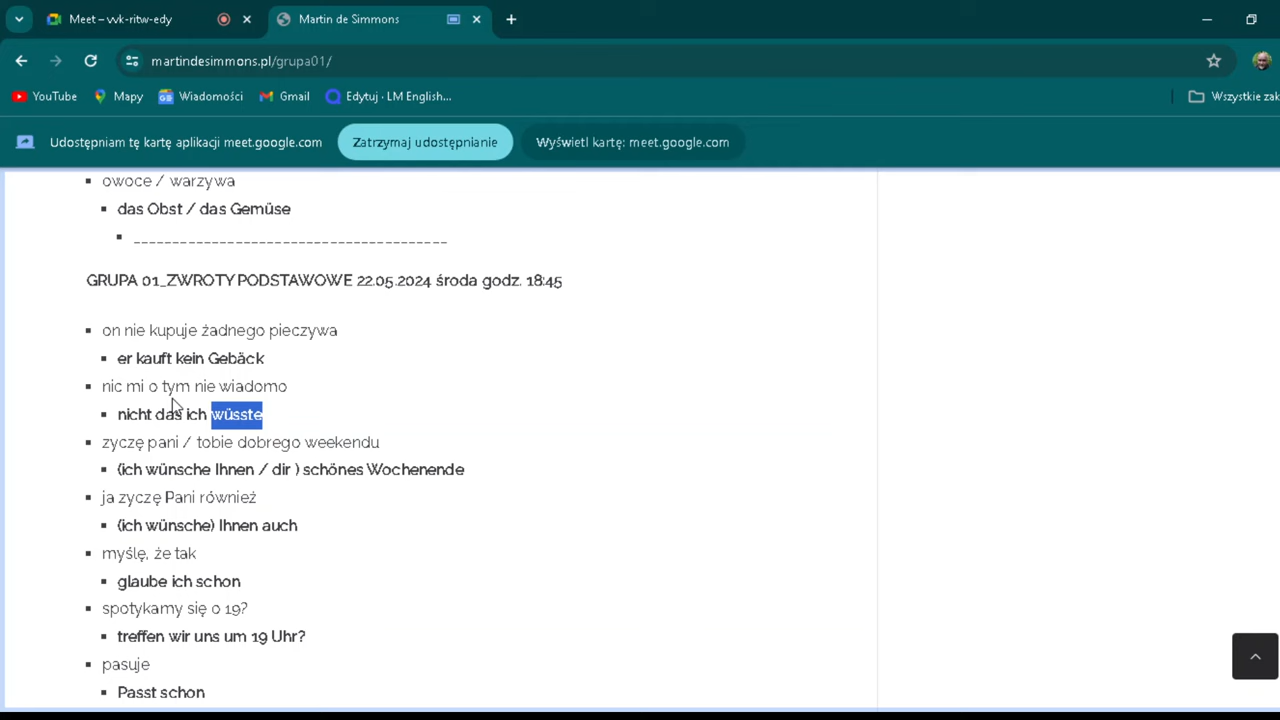 Meet – vvk-ritw-edy
Martin de Simmons
martindesimmons.pl/grupa01/
YouTube
Mapy
Wiadomości
Gmail
Edytuj · LM English...
Wszystkie zak
Udostępniam tę kartę aplikacji meet.google.com
Zatrzymaj udostępnianie
Wyświetl kartę: meet.google.com
owoce / warzywa
das Obst / das Gemüse
________________________________________
GRUPA 01_ZWROTY PODSTAWOWE 22.05.2024 środa godz. 18:45
on nie kupuje żadnego pieczywa
er kauft kein Gebäck
nic mi o tym nie wiadomo
nicht das ich wüsste
zyczę pani / tobie dobrego weekendu
(ich wünsche Ihnen / dir ) schönes Wochenende
ja zyczę Pani również
(ich wünsche) Ihnen auch
myślę, że tak
glaube ich schon
spotykamy się o 19?
treffen wir uns um 19 Uhr?
pasuje
Passt schon